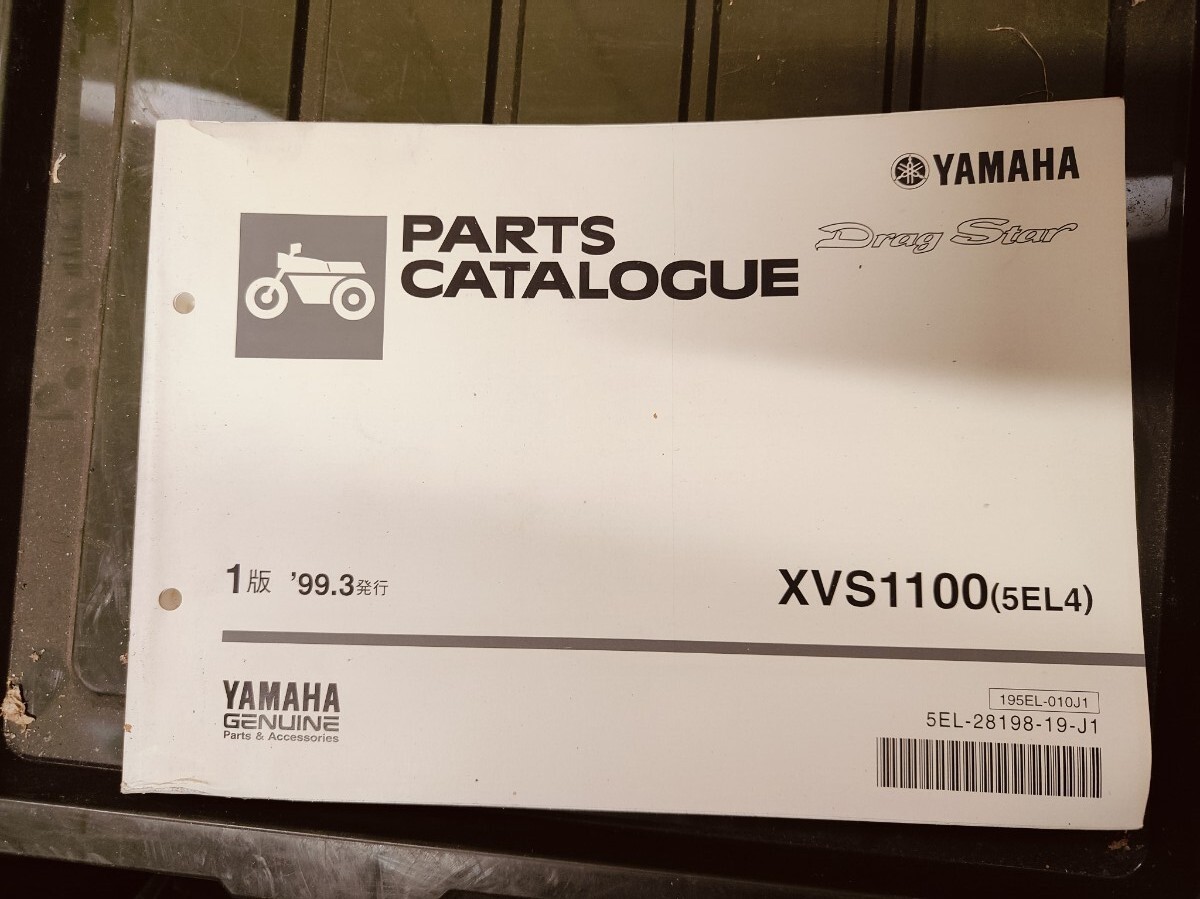 YAMAHA
Drag Star
PARTS
CATALOGUE
1版 '99.3発行
XVS1100(5EL4)
YAMAHA
GENUINE
Parts & Accessories
195EL-010J1
5EL-28198-19-J1